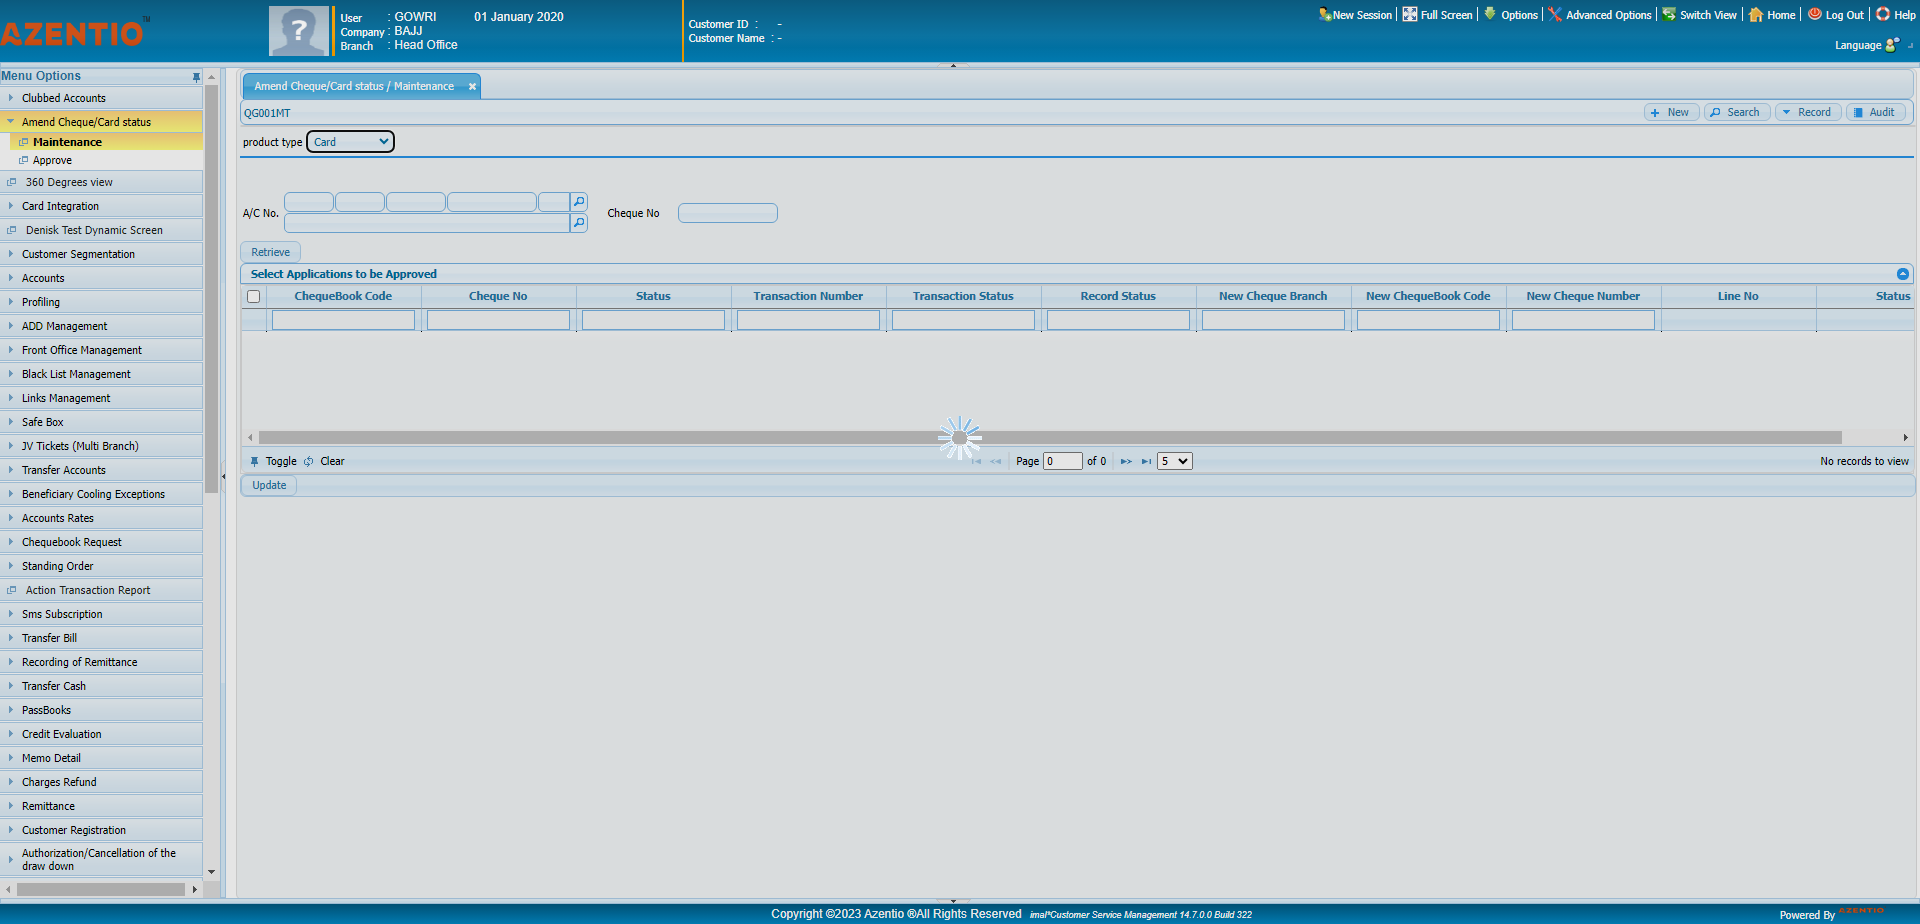 AZENTIO™
User : GOWRI 01 January 2020
Company : BAJJ
Branch : Head Office
Customer ID : -
Customer Name : -
New Session Full Screen Options Advanced Options Switch View Home Log Out Help
Language
Menu Options
Clubbed Accounts
Amend Cheque/Card status
Maintenance
Approve
360 Degrees view
Card Integration
Denisk Test Dynamic Screen
Customer Segmentation
Accounts
Profiling
ADD Management
Front Office Management
Black List Management
Links Management
Safe Box
JV Tickets (Multi Branch)
Transfer Accounts
Beneficiary Cooling Exceptions
Accounts Rates
Chequebook Request
Standing Order
Action Transaction Report
Sms Subscription
Transfer Bill
Recording of Remittance
Transfer Cash
PassBooks
Credit Evaluation
Memo Detail
Charges Refund
Remittance
Customer Registration
Authorization/Cancellation of the
draw down
Amend Cheque/Card status / Maintenance
QG001MT
New Search Record Audit
product type Card
A/C No. Cheque No
Retrieve
Select Applications to be Approved
ChequeBook Code Cheque No Status Transaction Number Transaction Status Record Status New Cheque Branch New ChequeBook Code New Cheque Number Line No Status
Toggle Clear Page 0 of 0 5 No records to view
Update
Copyright ©2023 Azentio ®All Rights Reserved imal®Customer Service Management 14.7.0.0 Build 322
Powered By AZENTIO